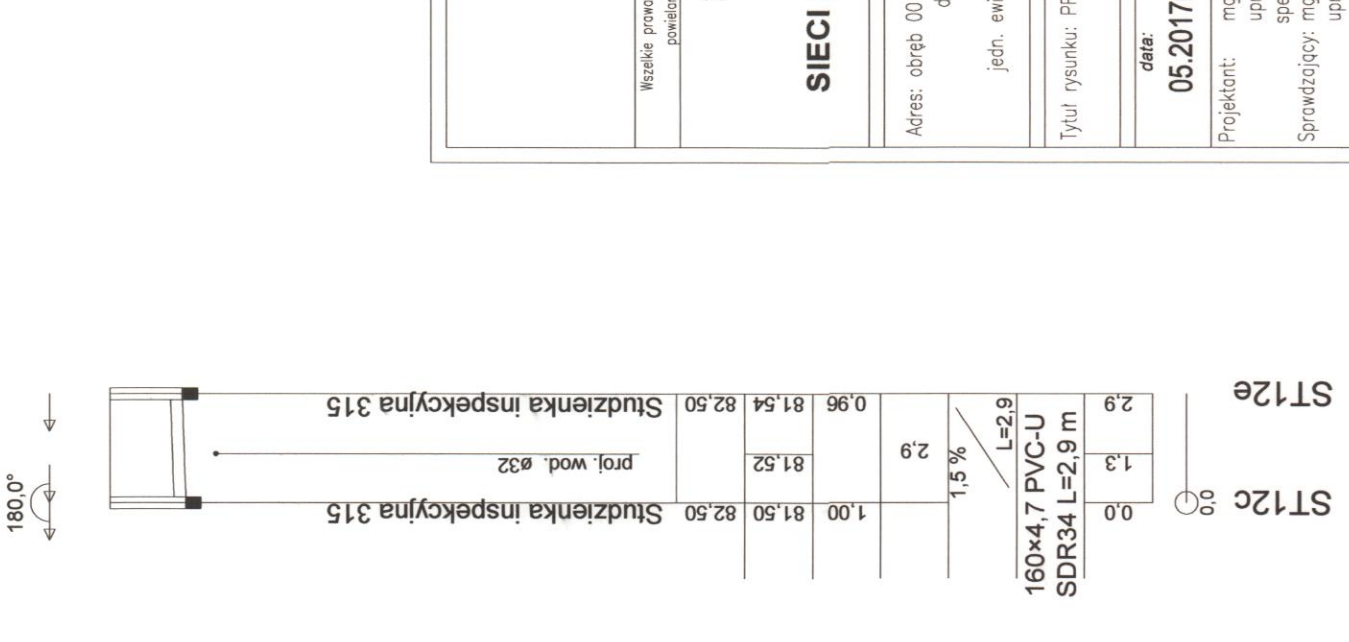 Wszelkie prawa
SIECI
Adres: obręb 00
jedn.
Tytuł rysunku:
data:
05.2017
Projektant:
Sprawdzający:
180,0°
Studzienka inspekcyjna 315
82,50
81,54
0,96
2,9
ST12e
proj. wod. ø32
81,52
2,9
1,3
1,5 %
L=2,9
160×4,7 PVC-U
SDR34 L=2,9 m
Studzienka inspekcyjna 315
82,50
81,50
1,00
0,0
0,0
ST12c